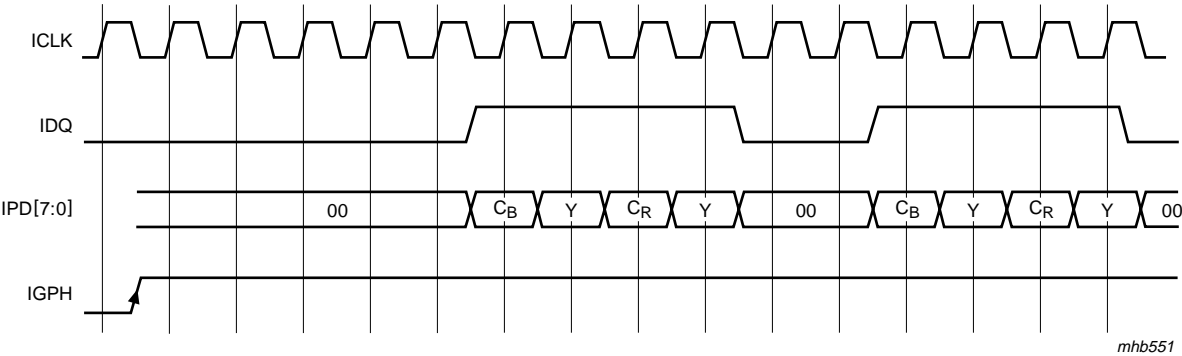 ICLK
IDQ
IPD[7:0] 00 CB Y CR Y 00 CB Y CR Y 00
IGPH
mhb551